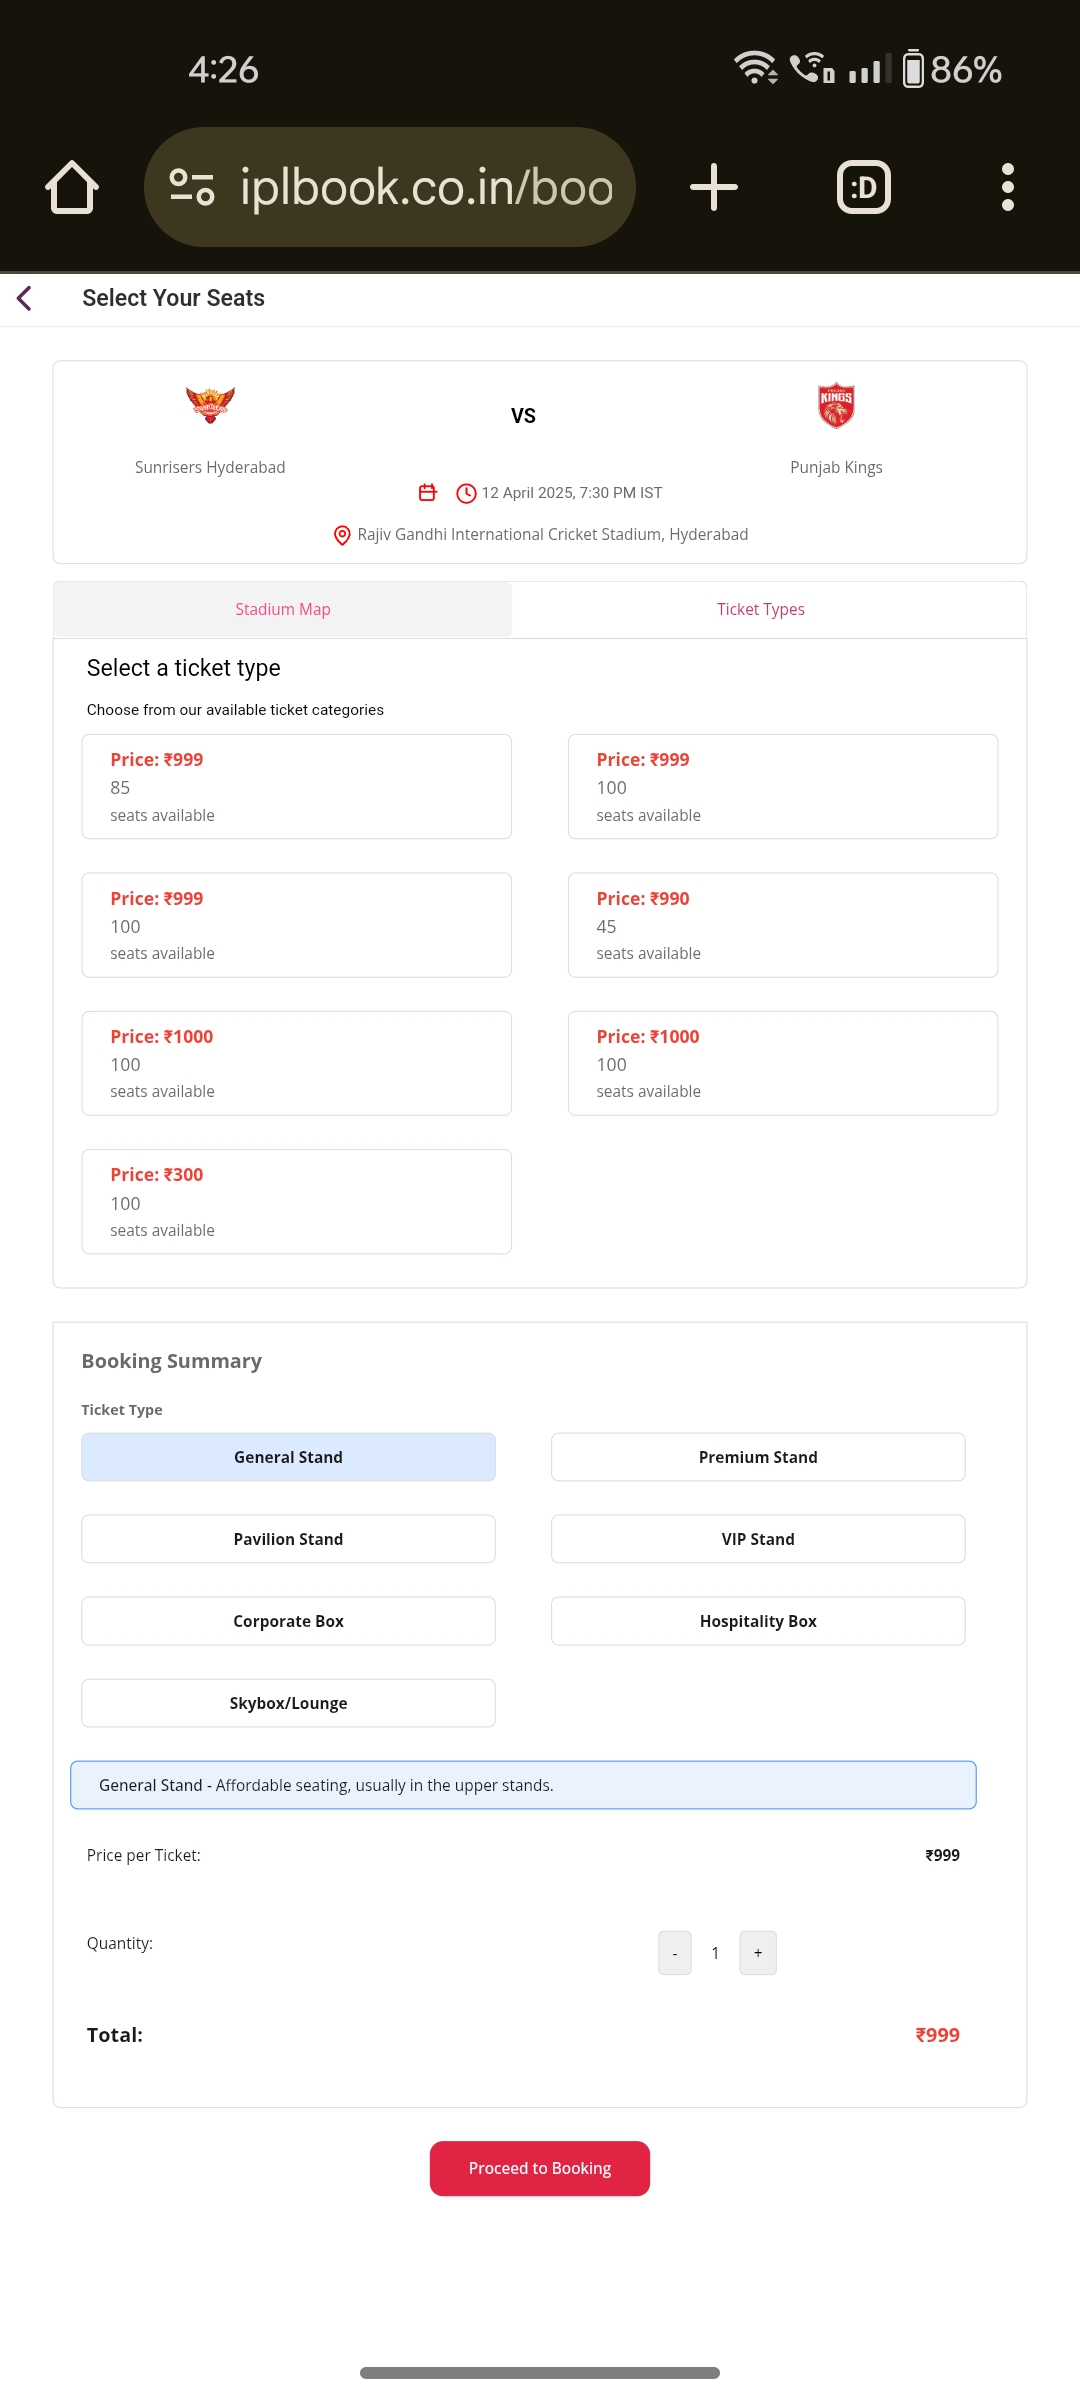 4:26
86%
iplbook.co.in/boo
:D
Select Your Seats
VS
KINGS
Sunrisers Hyderabad
Punjab Kings
12 April 2025, 7:30 PM IST
Rajiv Gandhi International Cricket Stadium, Hyderabad
Stadium Map
Ticket Types
Select a ticket type
Choose from our available ticket categories
Price: ₹999
85
seats available
Price: ₹999
100
seats available
Price: ₹999
100
seats available
Price: ₹990
45
seats available
Price: ₹1000
100
seats available
Price: ₹1000
100
seats available
Price: ₹300
100
seats available
Booking Summary
Ticket Type
General Stand
Premium Stand
Pavilion Stand
VIP Stand
Corporate Box
Hospitality Box
Skybox/Lounge
General Stand - Affordable seating, usually in the upper stands.
Price per Ticket:
₹999
Quantity:
- 1 +
Total:
₹999
Proceed to Booking